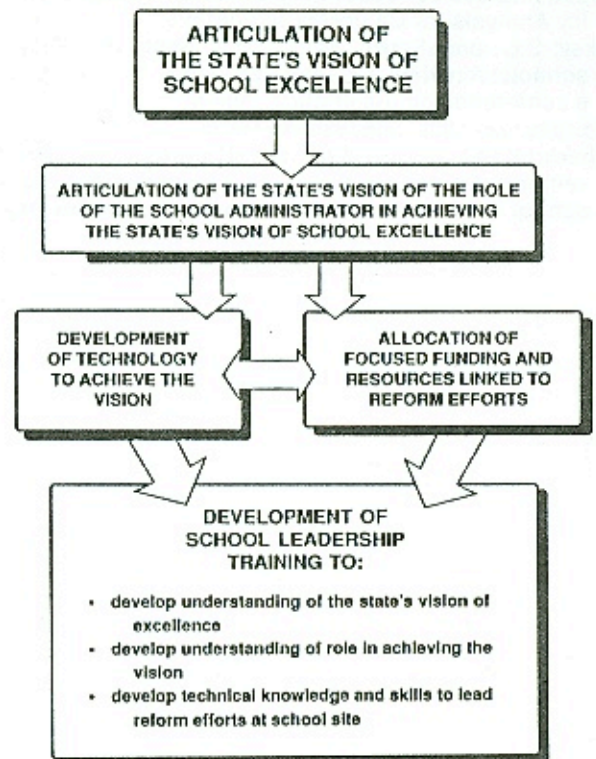 ARTICULATION OF
THE STATE'S VISION OF
SCHOOL EXCELLENCE
ARTICULATION OF THE STATE'S VISION OF THE ROLE
OF THE SCHOOL ADMINISTRATOR IN ACHIEVING
THE STATE'S VISION OF SCHOOL EXCELLENCE
DEVELOPMENT
OF TECHNOLOGY
TO ACHIEVE THE
VISION
ALLOCATION OF
FOCUSED FUNDING AND
RESOURCES LINKED TO
REFORM EFFORTS
DEVELOPMENT OF
SCHOOL LEADERSHIP
TRAINING TO:
• develop understanding of the state's vision of
excellence
• develop understanding of role in achieving the
vision
• develop technical knowledge and skills to lead
reform efforts at school site